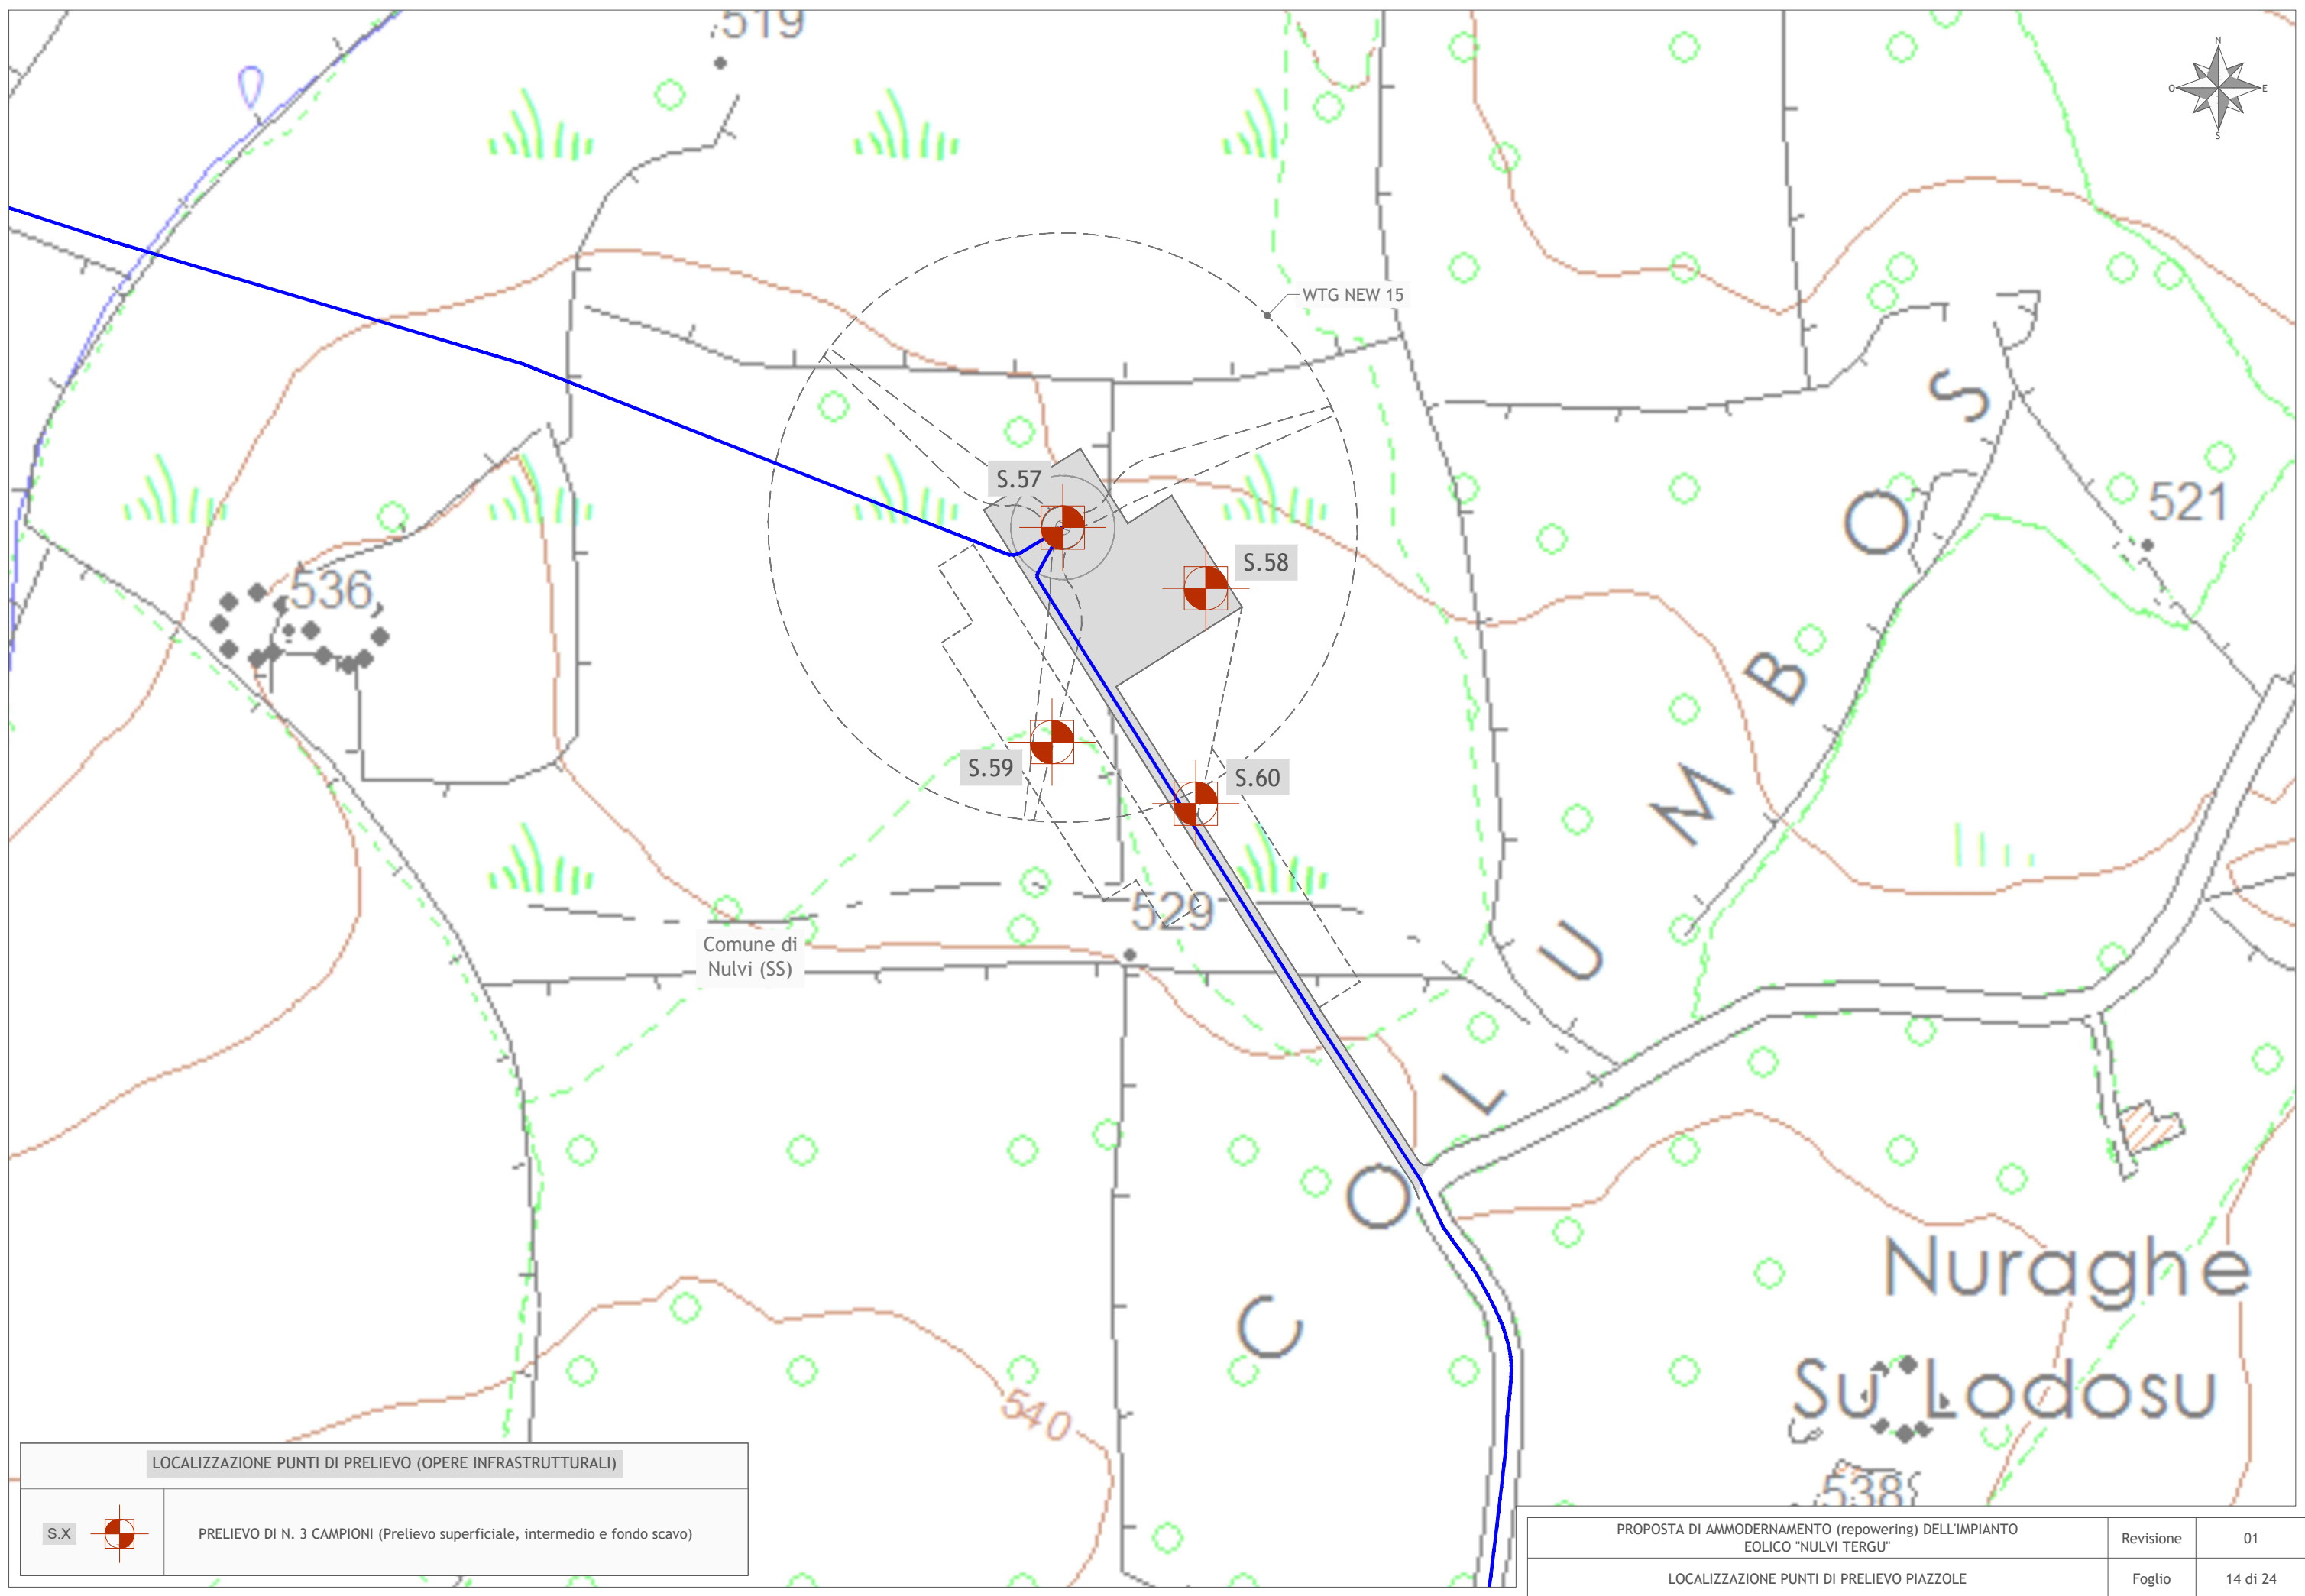 519
N
O
E
S
WTG NEW 15
S
S.57
O
521
S.58
536
B
S.59
S.60
M
529
U
Comune di
Nulvi (SS)
L
O
Nuraghe
C
Su Lodosu
540
538
LOCALIZZAZIONE PUNTI DI PRELIEVO (OPERE INFRASTRUTTURALI)
S.X
PRELIEVO DI N. 3 CAMPIONI (Prelievo superficiale, intermedio e fondo scavo)
PROPOSTA DI AMMODERNAMENTO (repowering) DELL'IMPIANTO
EOLICO "NULVI TERGU"
Revisione
01
LOCALIZZAZIONE PUNTI DI PRELIEVO PIAZZOLE
Foglio
14 di 24